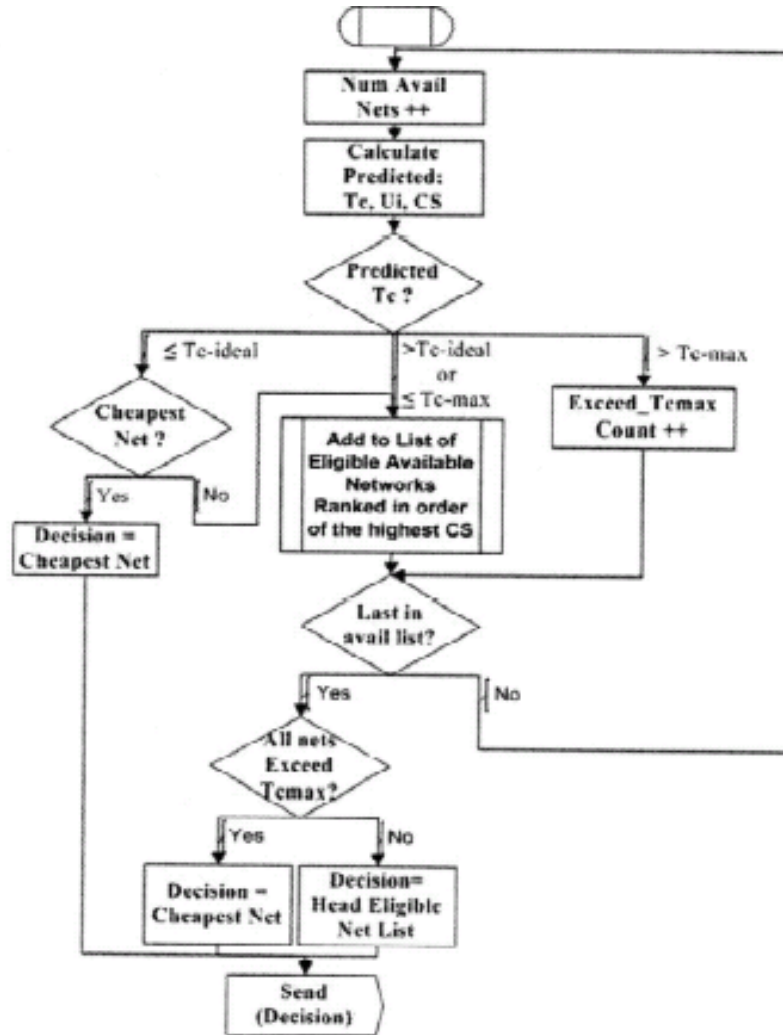 Num Avail
Nets ++
Calculate
Predicted:
Tc, Ui, CS
Predicted
Tc ?
≤ Tc-ideal
>Tc-ideal
or
≤ Tc-max
> Tc-max
Cheapest
Net ?
Add to List of
Eligible Available
Networks
Ranked in order
of the highest CS
Exceed_Tcmax
Count ++
Yes
No
Decision =
Cheapest Net
Last in
avail list?
Yes
No
All nets
Exceed
Tcmax?
Yes
No
Decision =
Cheapest Net
Decision=
Head Eligible
Net List
Send
(Decision)